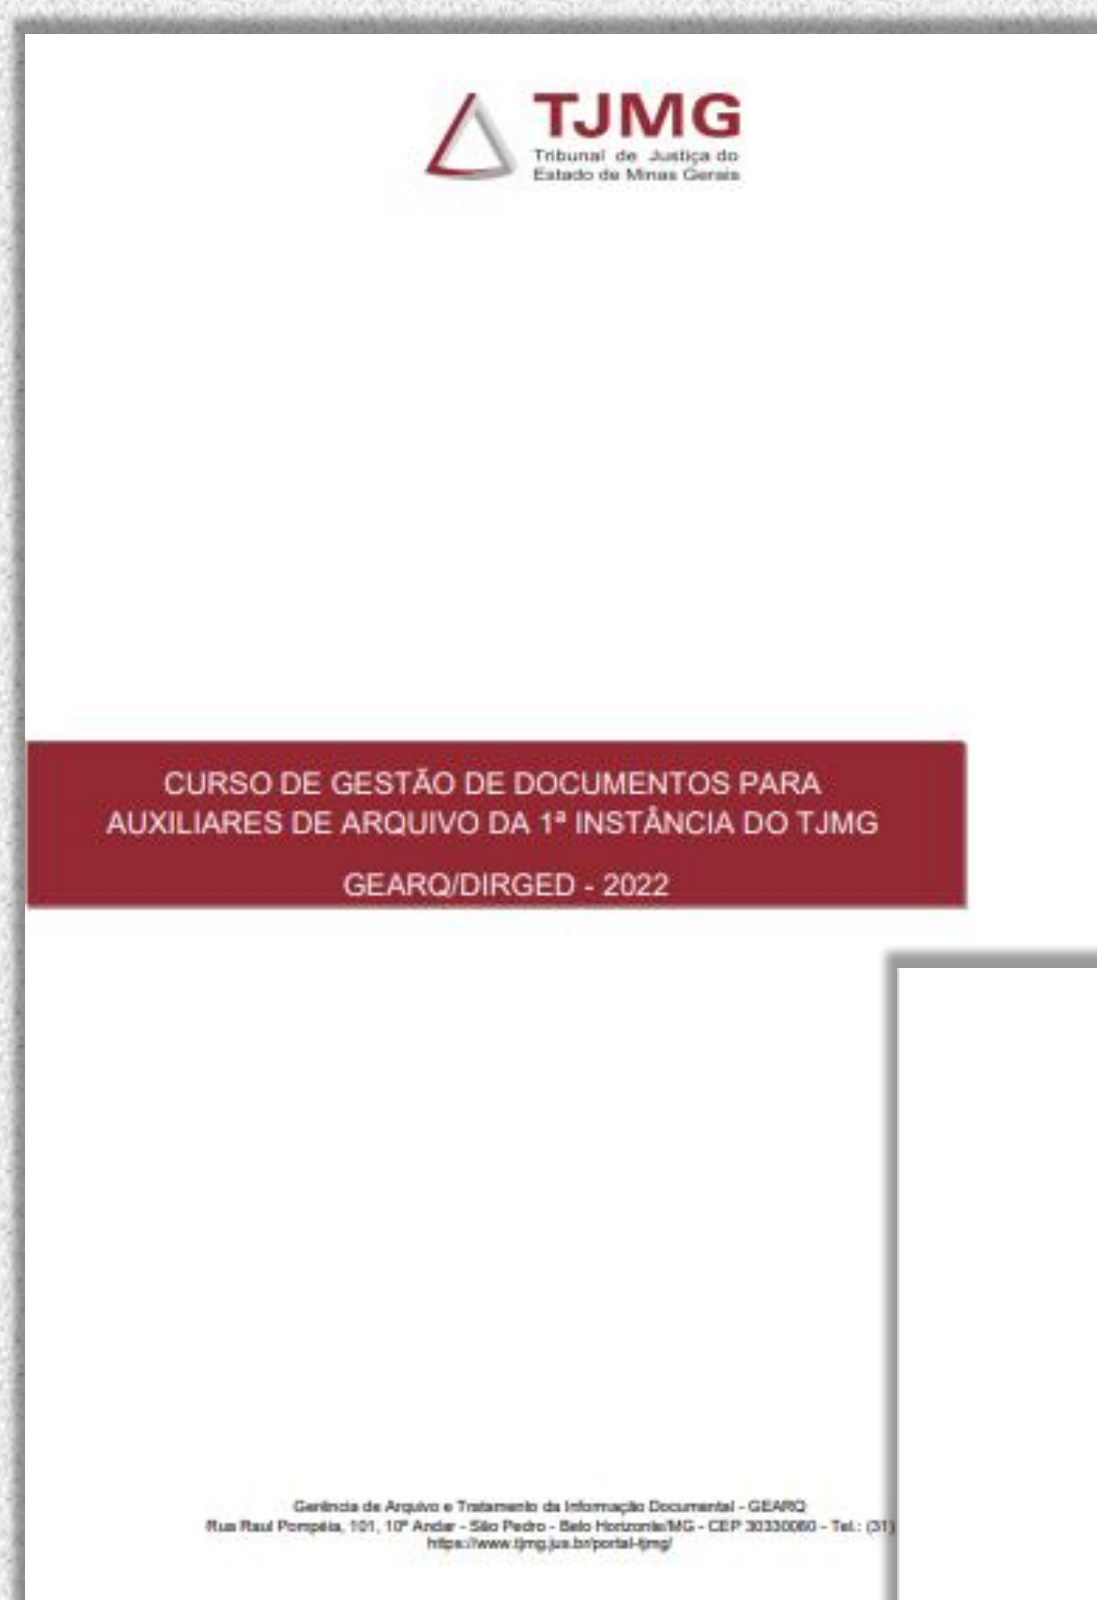 TJMG
Tribunal de Justiça do
Estado de Minas Gerais
CURSO DE GESTÃO DE DOCUMENTOS PARA
AUXILIARES DE ARQUIVO DA 1ª INSTÂNCIA DO TJMG
GEARQ/DIRGED - 2022
Gerência de Arquivo e Tratamento da Informação Documental - GEARQ
Rua Raul Pompéia, 101, 10º Andar - São Pedro - Belo Horizonte/MG - CEP 30330080 - Tel.: (31)
https://www.tjmg.jus.br/portal-tjmg/